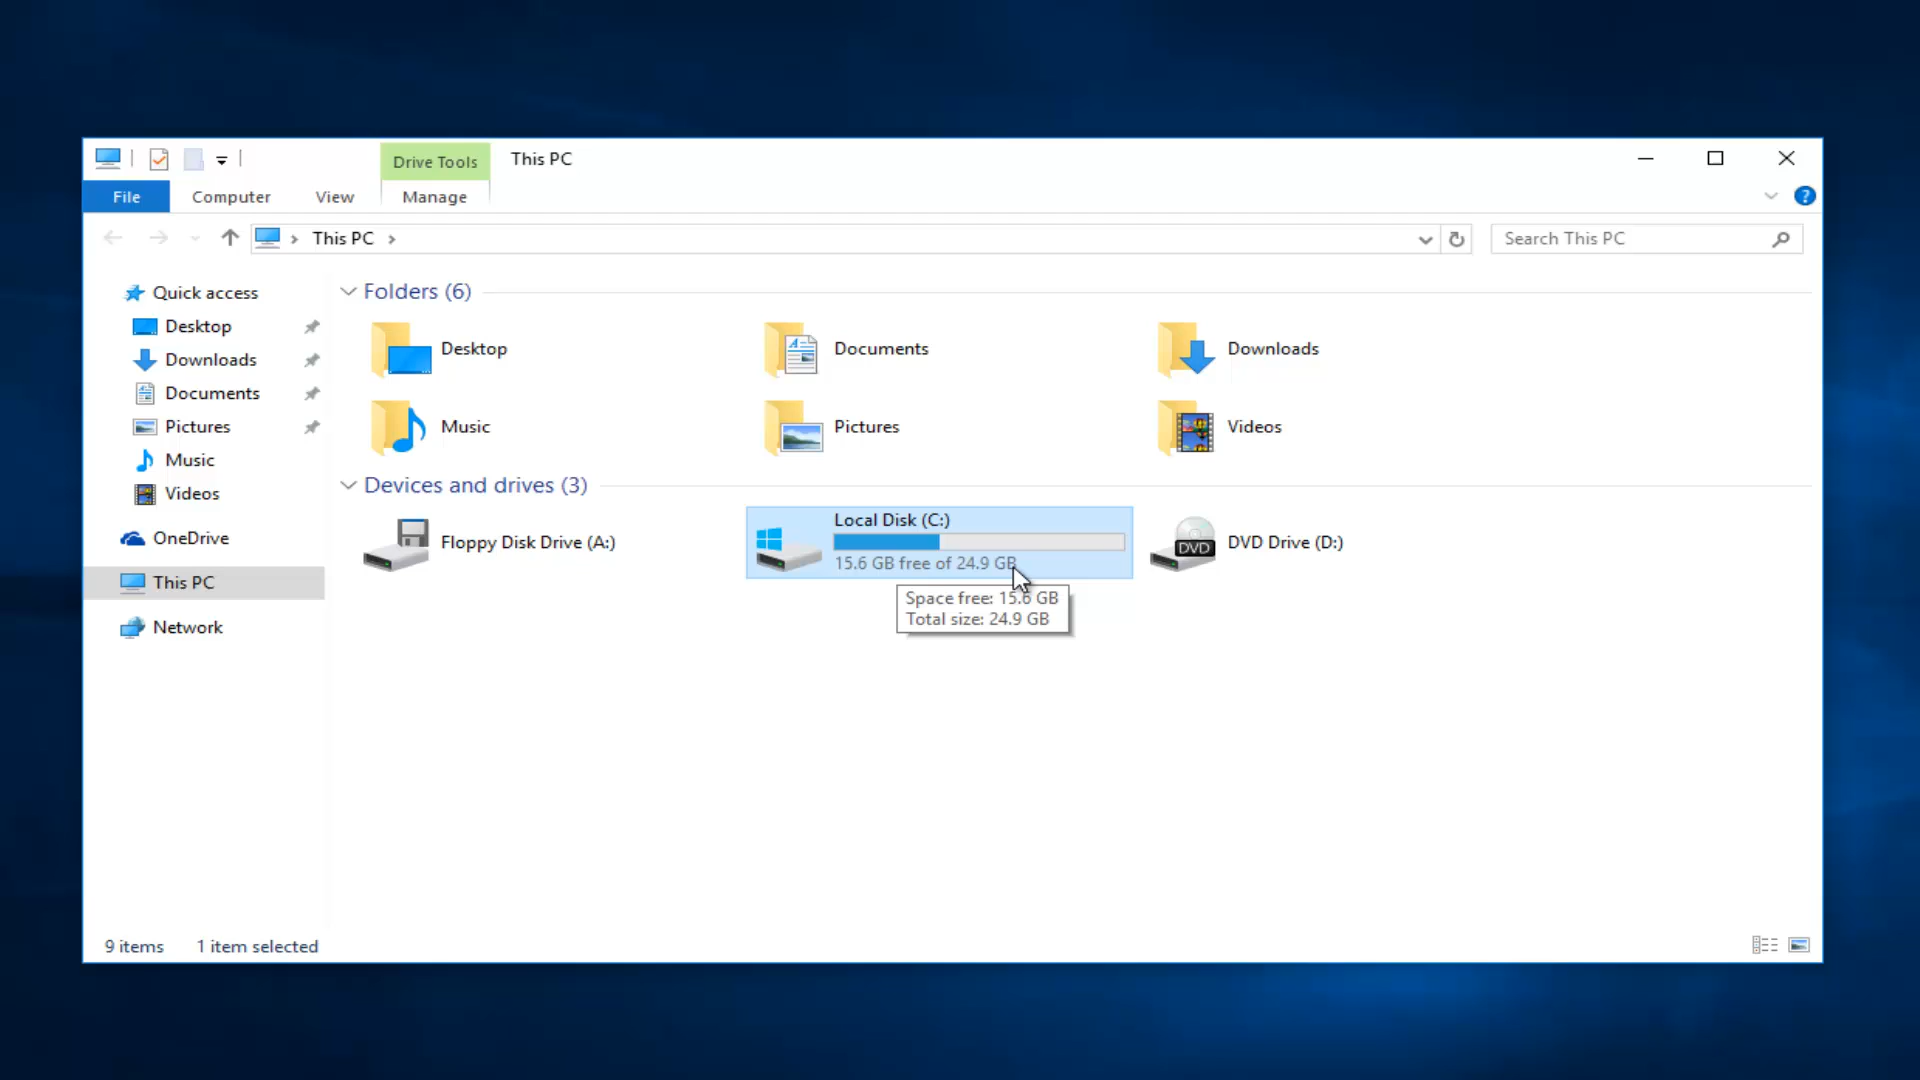 Drive Tools
This PC
File
Computer
View
Manage
?
This PC
Search This PC
Quick access
Desktop
Downloads
Documents
Pictures
Music
Videos
OneDrive
This PC
Network
Folders (6)
Desktop
Documents
Downloads
Music
Pictures
Videos
Devices and drives (3)
Floppy Disk Drive (A:)
Local Disk (C:)
15.6 GB free of 24.9 GB
DVD
DVD Drive (D:)
Space free: 15.6 GB
Total size: 24.9 GB
9 items
1 item selected